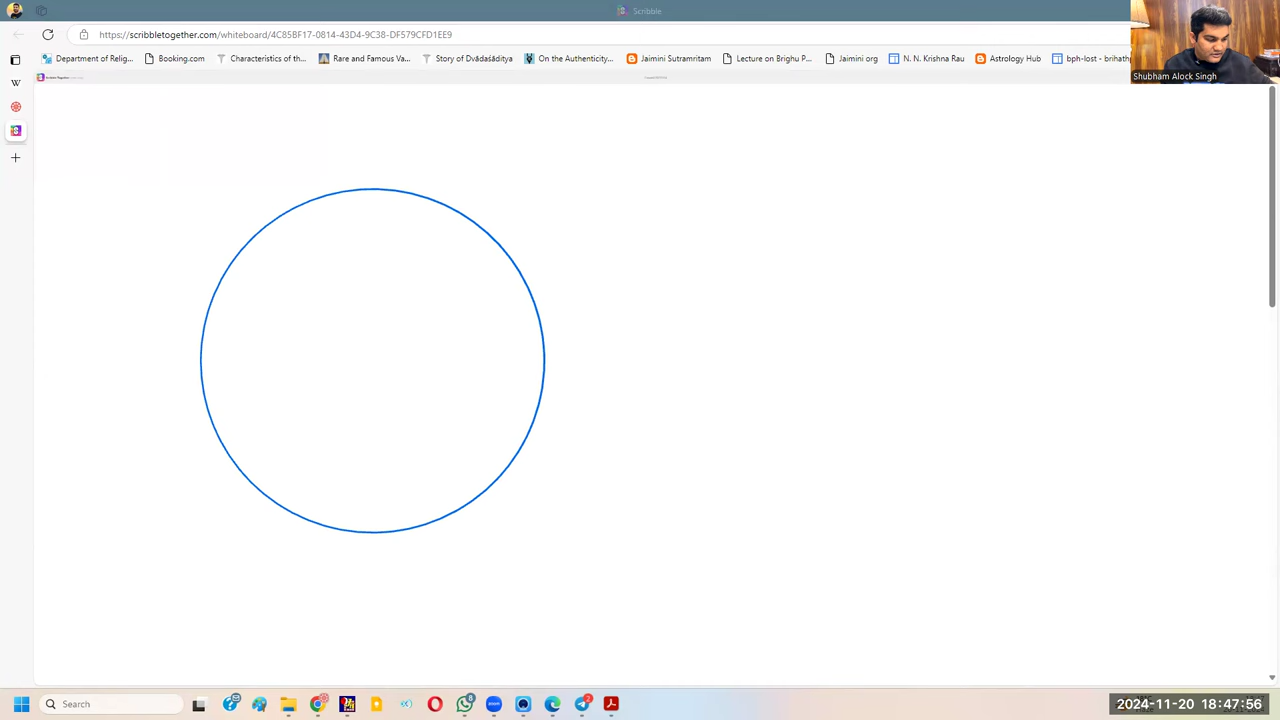 Scribble
https://scribbletogether.com/whiteboard/4C85BF17-0814-43D4-9C38-DF579CFD1EE9
Department of Relig... Booking.com Characteristics of th... Rare and Famous Va... Story of Dvādaśāditya On the Authenticity... Jaimini Sutramritam Lecture on Brighu P... Jaimini org N. N. Krishna Rau Astrology Hub bph-lost - brihath
Shubham Alock Singh
Search
8
2
2024-11-20 18:47:56